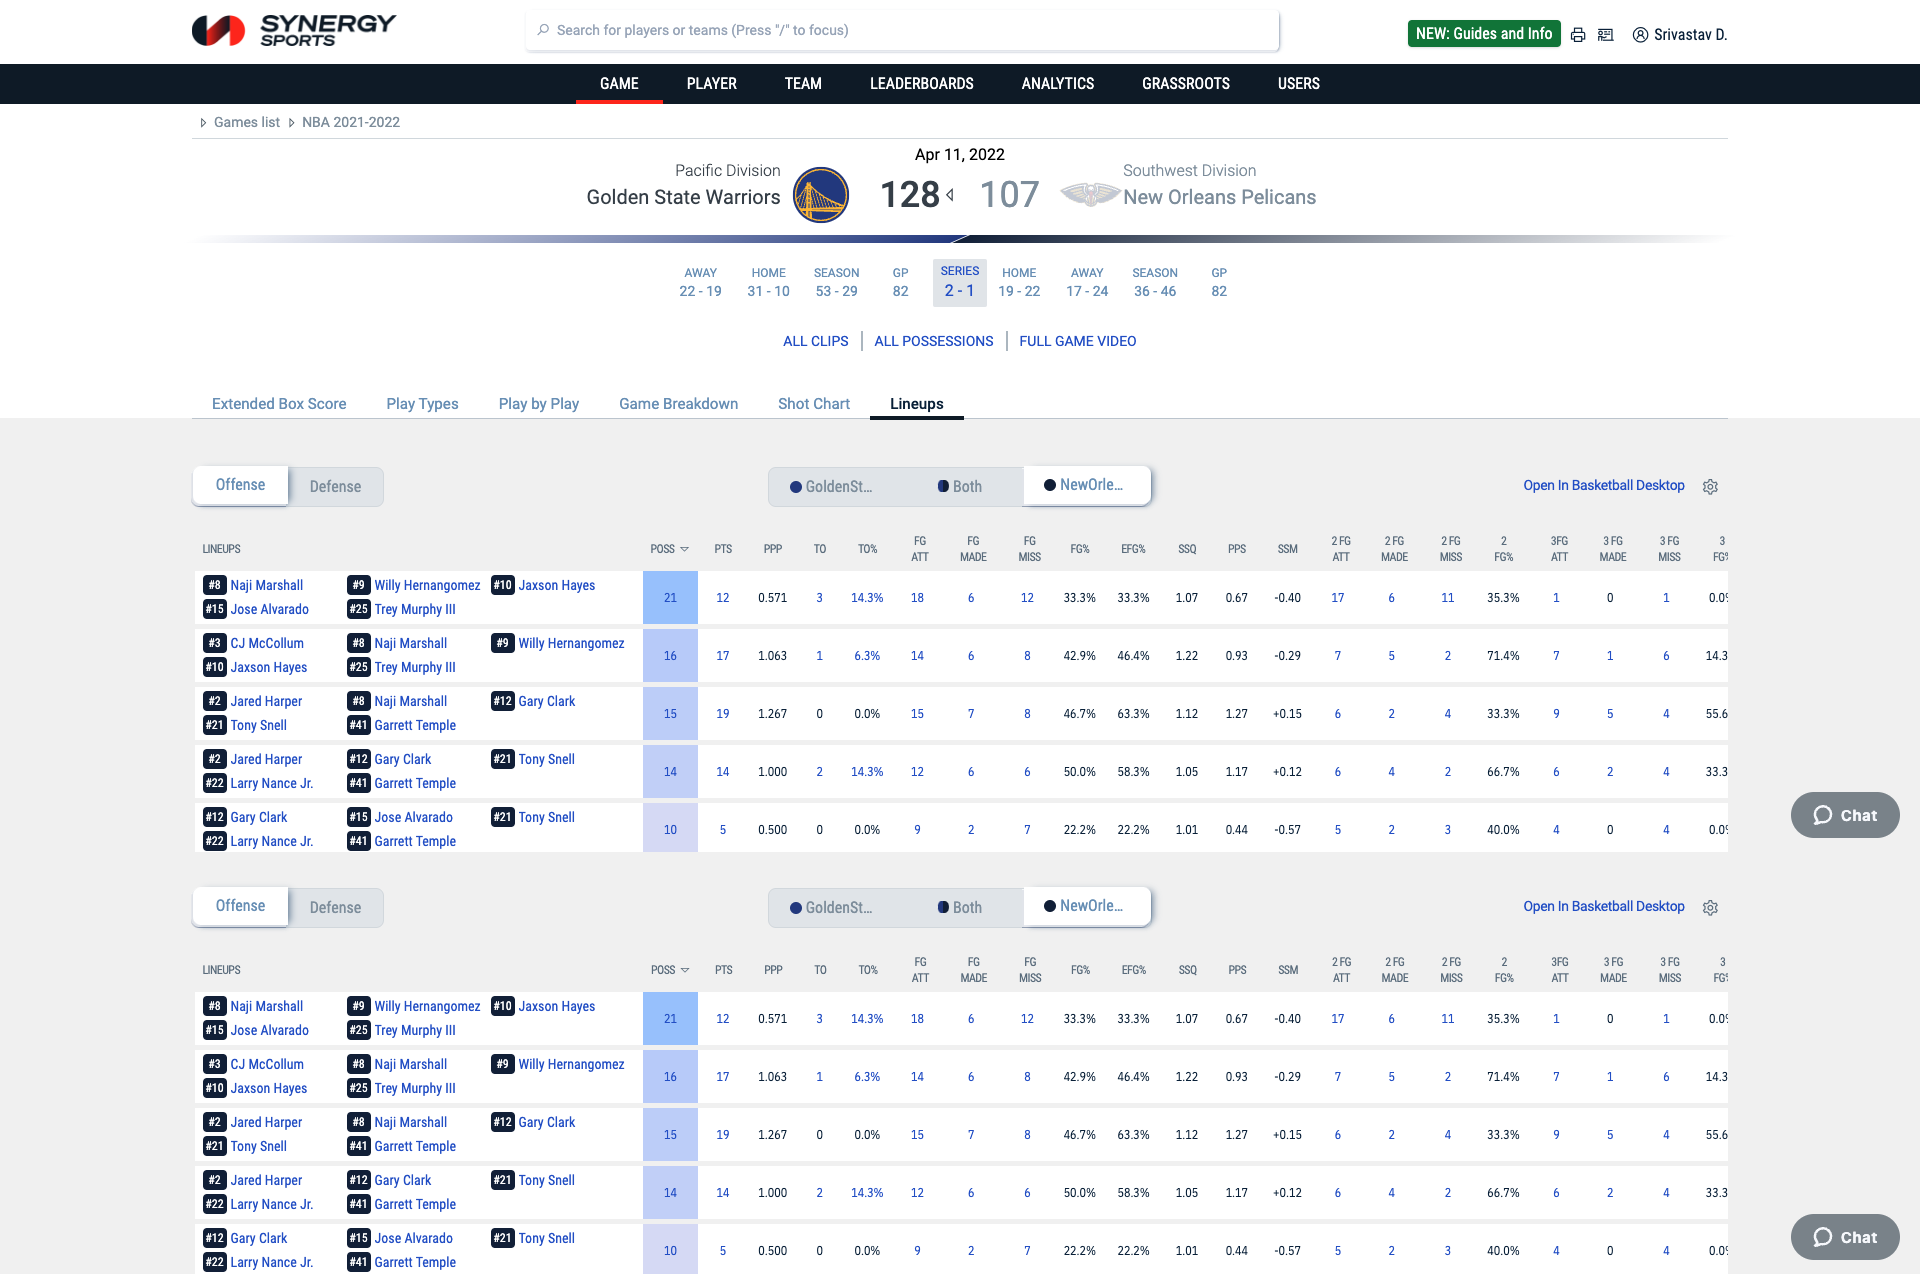 SYNERGY SPORTS
Search for players or teams (Press "/" to focus)
NEW: Guides and Info
Srivastav D.
GAME PLAYER TEAM LEADERBOARDS ANALYTICS GRASSROOTS USERS
Games list NBA 2021-2022
Apr 11, 2022
Pacific Division Southwest Division
Golden State Warriors 128 107 New Orleans Pelicans
AWAY HOME SEASON GP SERIES HOME AWAY SEASON GP
22 - 19 31 - 10 53 - 29 82 2 - 1 19 - 22 17 - 24 36 - 46 82
ALL CLIPS ALL POSSESSIONS FULL GAME VIDEO
Extended Box Score Play Types Play by Play Game Breakdown Shot Chart Lineups
Offense Defense GoldenSt... Both NewOrle... Open In Basketball Desktop
LINEUPS POSS PTS PPP TO TO% FG ATT FG MADE FG MISS FG% EFG% SSQ PPS SSM 2 FG ATT 2 FG MADE 2 FG MISS 2 FG% 3FG ATT 3 FG MADE 3 FG MISS 3 FG%
#8 Naji Marshall #9 Willy Hernangomez #10 Jaxson Hayes
#15 Jose Alvarado #25 Trey Murphy III
21 12 0.571 3 14.3% 18 6 12 33.3% 33.3% 1.07 0.67 -0.40 17 6 11 35.3% 1 0 1 0.0%
#3 CJ McCollum #8 Naji Marshall #9 Willy Hernangomez
#10 Jaxson Hayes #25 Trey Murphy III
16 17 1.063 1 6.3% 14 6 8 42.9% 46.4% 1.22 0.93 -0.29 7 5 2 71.4% 7 1 6 14.3
#2 Jared Harper #8 Naji Marshall #12 Gary Clark
#21 Tony Snell #41 Garrett Temple
15 19 1.267 0 0.0% 15 7 8 46.7% 63.3% 1.12 1.27 +0.15 6 2 4 33.3% 9 5 4 55.6
#2 Jared Harper #12 Gary Clark #21 Tony Snell
#22 Larry Nance Jr. #41 Garrett Temple
14 14 1.000 2 14.3% 12 6 6 50.0% 58.3% 1.05 1.17 +0.12 6 4 2 66.7% 6 2 4 33.3
#12 Gary Clark #15 Jose Alvarado #21 Tony Snell
#22 Larry Nance Jr. #41 Garrett Temple
10 5 0.500 0 0.0% 9 2 7 22.2% 22.2% 1.01 0.44 -0.57 5 2 3 40.0% 4 0 4 0.0%
Chat
Offense Defense GoldenSt... Both NewOrle... Open In Basketball Desktop
LINEUPS POSS PTS PPP TO TO% FG ATT FG MADE FG MISS FG% EFG% SSQ PPS SSM 2 FG ATT 2 FG MADE 2 FG MISS 2 FG% 3FG ATT 3 FG MADE 3 FG MISS 3 FG%
#8 Naji Marshall #9 Willy Hernangomez #10 Jaxson Hayes
#15 Jose Alvarado #25 Trey Murphy III
21 12 0.571 3 14.3% 18 6 12 33.3% 33.3% 1.07 0.67 -0.40 17 6 11 35.3% 1 0 1 0.0%
#3 CJ McCollum #8 Naji Marshall #9 Willy Hernangomez
#10 Jaxson Hayes #25 Trey Murphy III
16 17 1.063 1 6.3% 14 6 8 42.9% 46.4% 1.22 0.93 -0.29 7 5 2 71.4% 7 1 6 14.3
#2 Jared Harper #8 Naji Marshall #12 Gary Clark
#21 Tony Snell #41 Garrett Temple
15 19 1.267 0 0.0% 15 7 8 46.7% 63.3% 1.12 1.27 +0.15 6 2 4 33.3% 9 5 4 55.6
#2 Jared Harper #12 Gary Clark #21 Tony Snell
#22 Larry Nance Jr. #41 Garrett Temple
14 14 1.000 2 14.3% 12 6 6 50.0% 58.3% 1.05 1.17 +0.12 6 4 2 66.7% 6 2 4 33.3
#12 Gary Clark #15 Jose Alvarado #21 Tony Snell
#22 Larry Nance Jr. #41 Garrett Temple
10 5 0.500 0 0.0% 9 2 7 22.2% 22.2% 1.01 0.44 -0.57 5 2 3 40.0% 4 0 4 0.0%
Chat